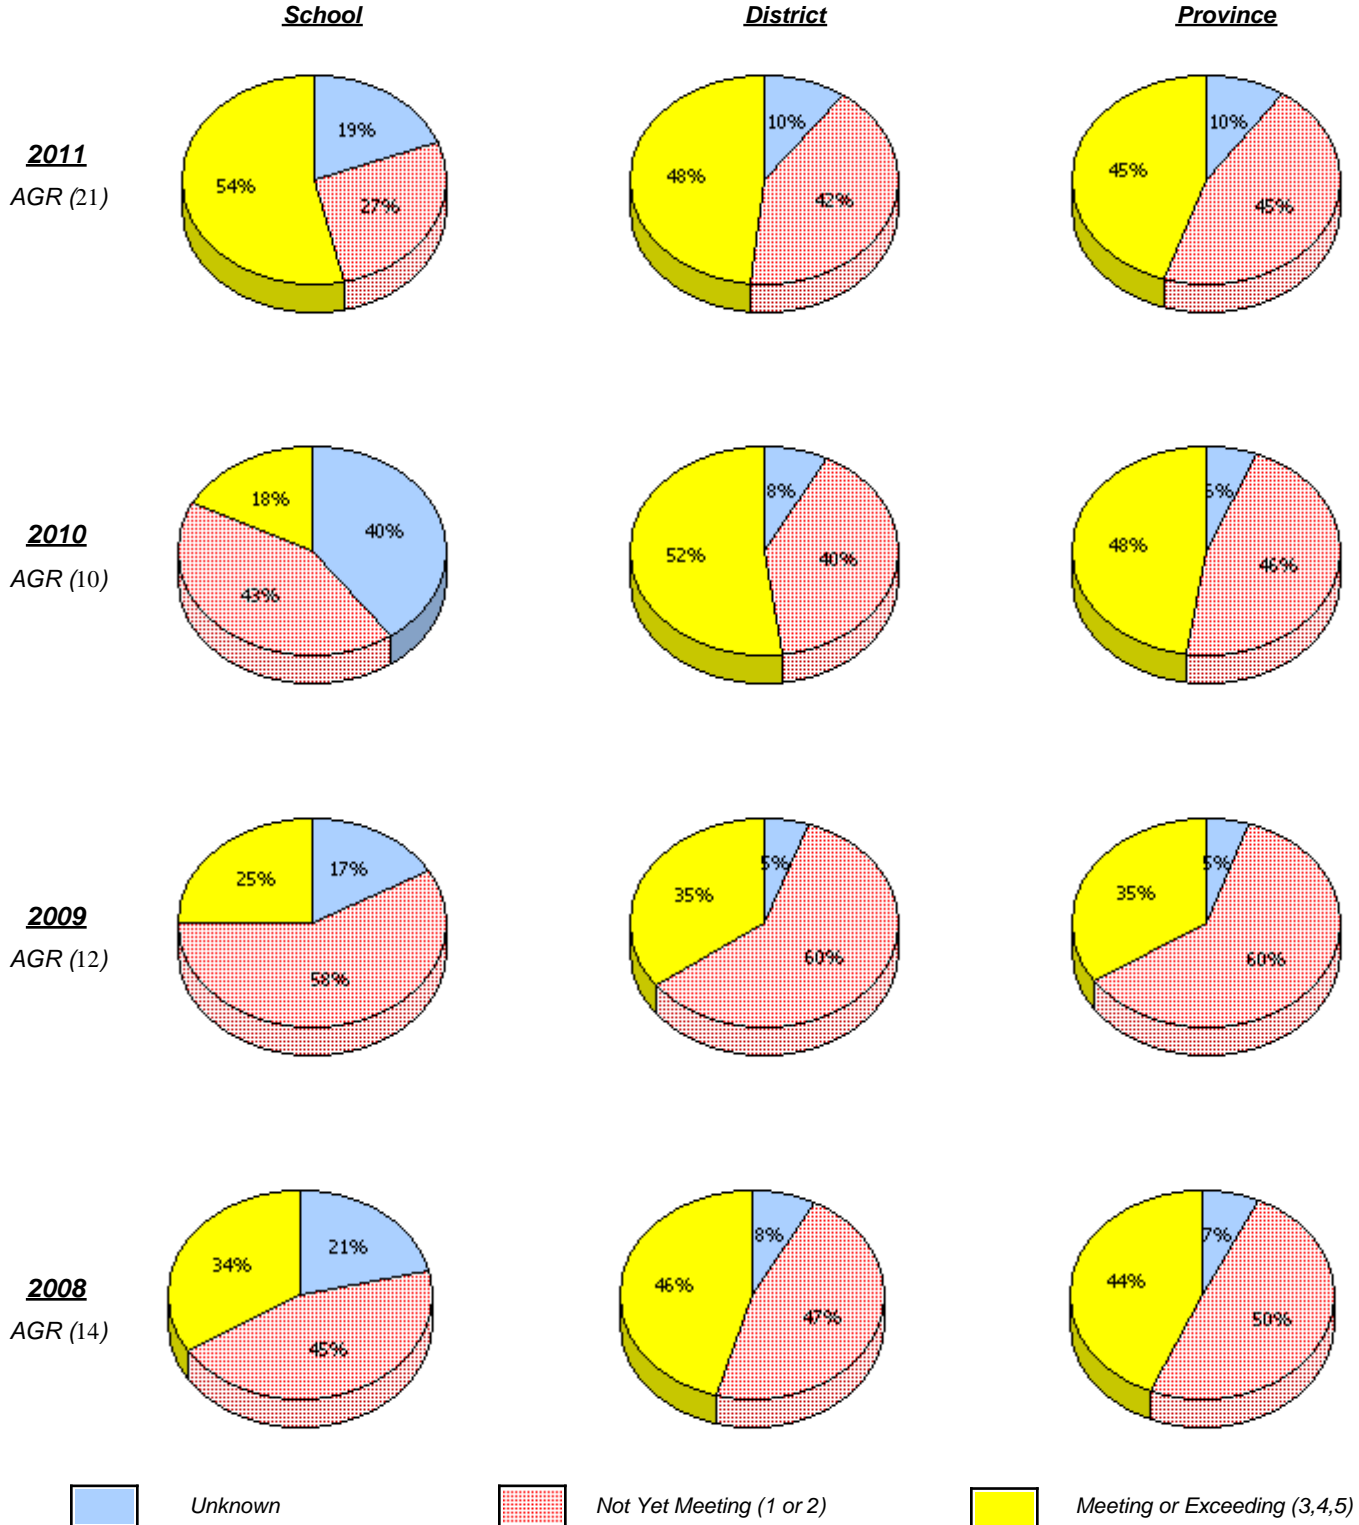 School District Province
2011
AGR (21)
19% 27% 54%
10% 42% 48%
10% 45% 45%
2010
AGR (10)
40% 43% 18%
8% 40% 52%
46% 48%
2009
AGR (12)
17% 58% 25%
5% 60% 35%
5% 60% 35%
2008
AGR (14)
21% 45% 34%
8% 47% 46%
7% 50% 44%
Unknown Not Yet Meeting (1 or 2) Meeting or Exceeding (3,4,5)